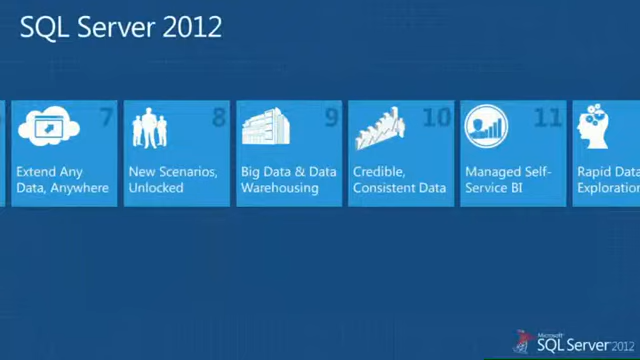 SQL Server 2012
7
Extend Any
Data, Anywhere
8
New Scenarios,
Unlocked
9
Big Data & Data
Warehousing
10
Credible,
Consistent Data
11
Managed Self-
Service BI
Rapid Data
Exploration
Microsoft
SQL Server 2012